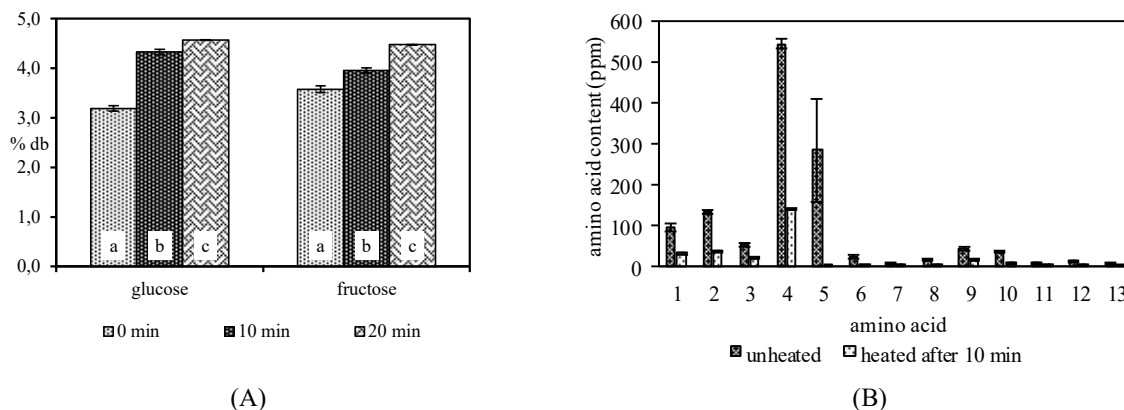 5,0
4,0
3,0
% db
2,0
1,0
0,0
a b c a b c
glucose fructose
0 min 10 min 20 min
(A)
600
500
400
300
200
100
0
amino acid content (ppm)
1 2 3 4 5 6 7 8 9 10 11 12 13
amino acid
unheated heated after 10 min
(B)